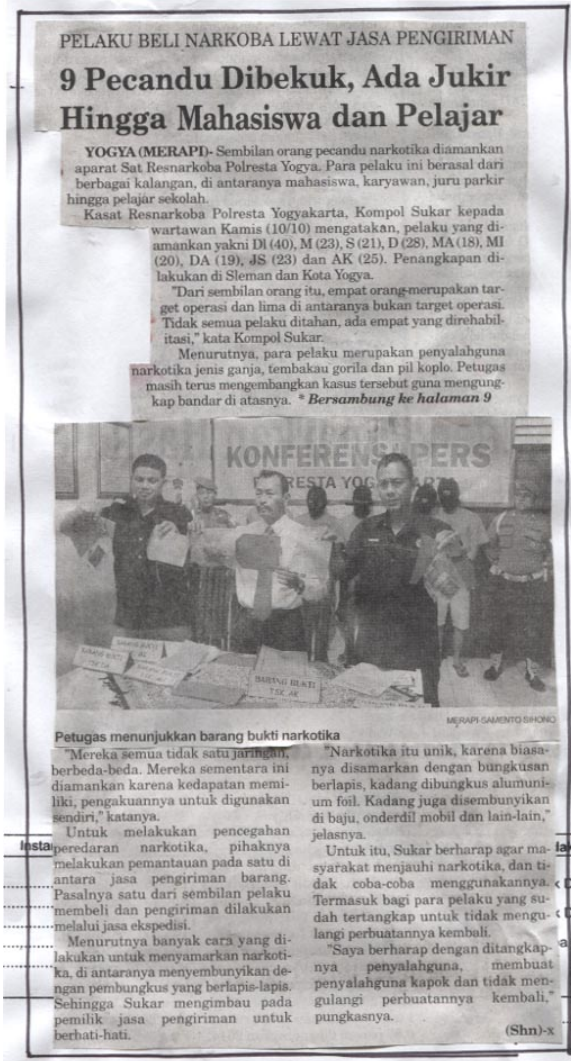 PELAKU BELI NARKOBA LEWAT JASA PENGIRIMAN
9 Pecandu Dibekuk, Ada Jukir
Hingga Mahasiswa dan Pelajar
YOGYA (MERAPI)- Sembilan orang pecandu narkotika diamankan
aparat Sat Resnarkoba Polresta Yogya. Para pelaku ini berasal dari
berbagai kalangan, di antaranya mahasiswa, karyawan, juru parkir
hingga pelajar sekolah.
Kasat Resnarkoba Polresta Yogyakarta, Kompol Sukar kepada
wartawan Kamis (10/10) mengatakan, pelaku yang di-
amankan yakni DI (40), M (23), S (21), D (28), MA (18), MI
(20), DA (19), JS (23) dan AK (25). Penangkapan di-
lakukan di Sleman dan Kota Yogya.
"Dari sembilan orang itu, empat orang merupakan tar-
get operasi dan lima di antaranya bukan target operasi.
Tidak semua pelaku ditahan, ada empat yang direhabil-
itasi," kata Kompol Sukar.
Menurutnya, para pelaku merupakan penyalahguna
narkotika jenis ganja, tembakau gorila dan pil koplo. Petugas
masih terus mengembangkan kasus tersebut guna mengung-
kap bandar di atasnya. * Bersambung ke halaman 9
KONFERENSI PERS
RESTA YOG
BARANG BUKTI
BARANG BUKTI
BARANG BUKTI
TSK. AK
MERAPI-SAMENTO SIHONO
Petugas menunjukkan barang bukti narkotika
"Mereka semua tidak satu jaringan,
berbeda-beda. Mereka sementara ini
diamankan karena kedapatan memi-
liki, pengakuannya untuk digunakan
sendiri," katanya.
Untuk melakukan pencegahan
peredaran narkotika, pihaknya
melakukan pemantauan pada satu di
antara jasa pengiriman barang.
Pasalnya satu dari sembilan pelaku
membeli dan pengiriman dilakukan
melalui jasa ekspedisi.
Menurutnya banyak cara yang di-
lakukan untuk menyamarkan narkoti-
ka, di antaranya menyembunyikan de-
ngan pembungkus yang berlapis-lapis.
Sehingga Sukar mengimbau pada
pemilik jasa pengiriman untuk
berhati-hati.
"Narkotika itu unik, karena biasa-
nya disamarkan dengan bungkusan
berlapis, kadang dibungkus alumuni-
um foil. Kadang juga disembunyikan
di baju, onderdil mobil dan lain-lain,"
jelasnya.
Untuk itu, Sukar berharap agar ma-
syarakat menjauhi narkotika, dan ti-
dak coba-coba menggunakannya.
Termasuk bagi para pelaku yang su-
dah tertangkap untuk tidak mengu-
langi perbuatannya kembali.
"Saya berharap dengan ditangkap-
nya penyalahguna, membuat
penyalahguna kapok dan tidak men-
gulangi perbuatannya kembali,"
pungkasnya.
(Shn)-x
Insta